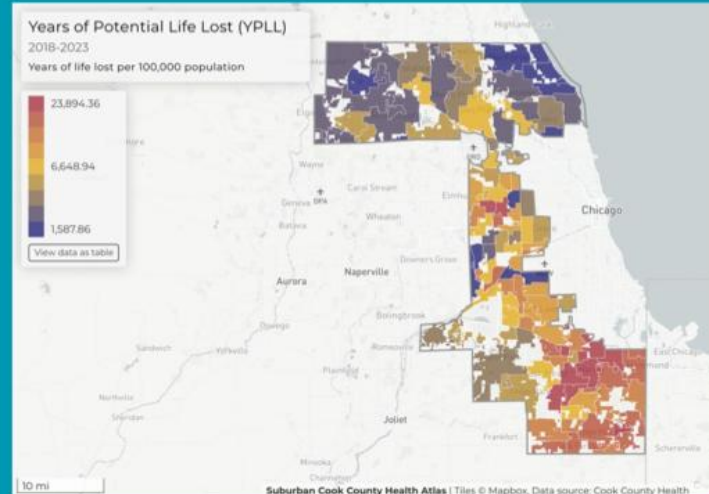 Years of Potential Life Lost (YPLL)
2018-2023
Years of life lost per 100,000 population
23,894.36
6,648.94
1,587.86
View data as table
Wayne
Carol Stream
Geneva
Wheaton
Batavia
Chicago
Downers Grove
Aurora
Naperville
Bolingbrook
Oswego
Romeoville
Sandwich
Yorkville
East Chicago
Plainfield
Northville
Sheridan
Joliet
Frankfort
Schererville
Minooka
10 mi
Suburban Cook County Health Atlas | Tiles © Mapbox. Data source: Cook County Health